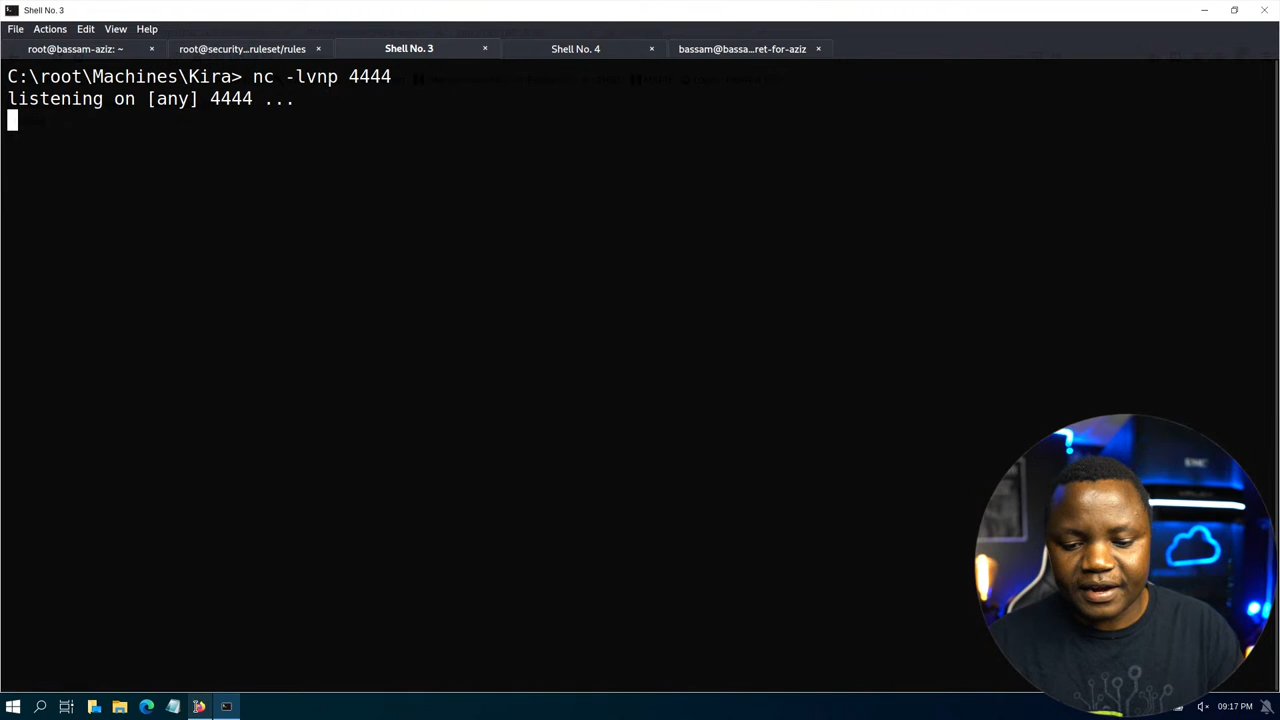 Shell No. 3
File Actions Edit View Help
root@bassam-aziz: ~ × root@security...ruleset/rules × Shell No. 3 × Shell No. 4 × bassam@bassa...ret-for-aziz ×
C:\root\Machines\Kira> nc -lvnp 4444
listening on [any] 4444 ...
EMC
09:17 PM